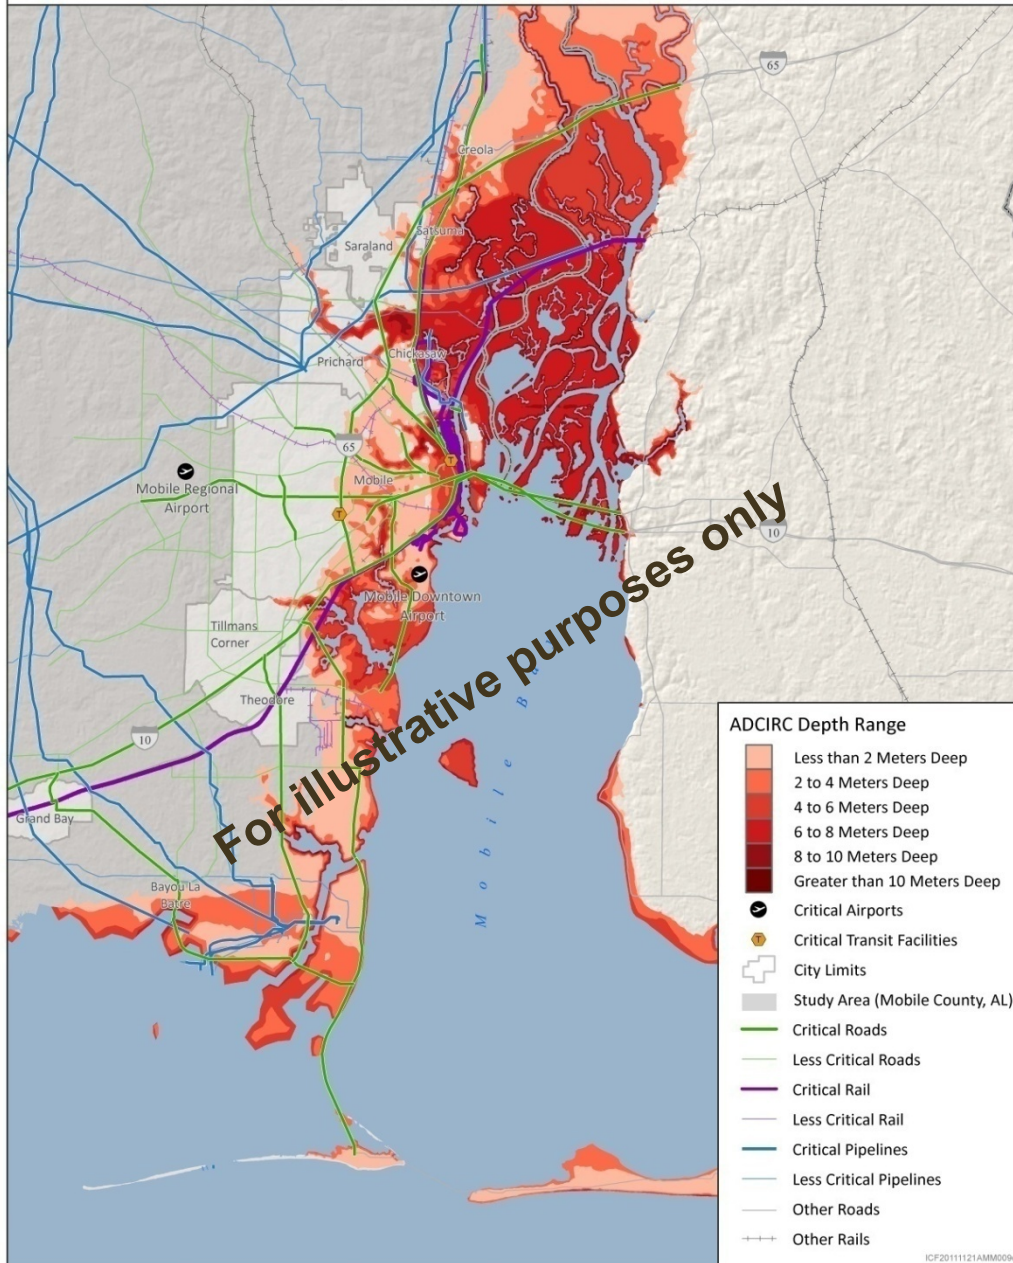 65
Creola
Satsuma
Saraland
Prichard
Chickasaw
65
T
Mobile
Mobile Regional
Airport
T
10
Mobile Downtown
Airport
Tillmans
Corner
Theodore
10
Grand Bay
Bayou La
Batre
Mobile B
For illustrative purposes only
ADCIRC Depth Range
Less than 2 Meters Deep
2 to 4 Meters Deep
4 to 6 Meters Deep
6 to 8 Meters Deep
8 to 10 Meters Deep
Greater than 10 Meters Deep
Critical Airports
T Critical Transit Facilities
City Limits
Study Area (Mobile County, AL)
Critical Roads
Less Critical Roads
Critical Rail
Less Critical Rail
Critical Pipelines
Less Critical Pipelines
Other Roads
Other Rails